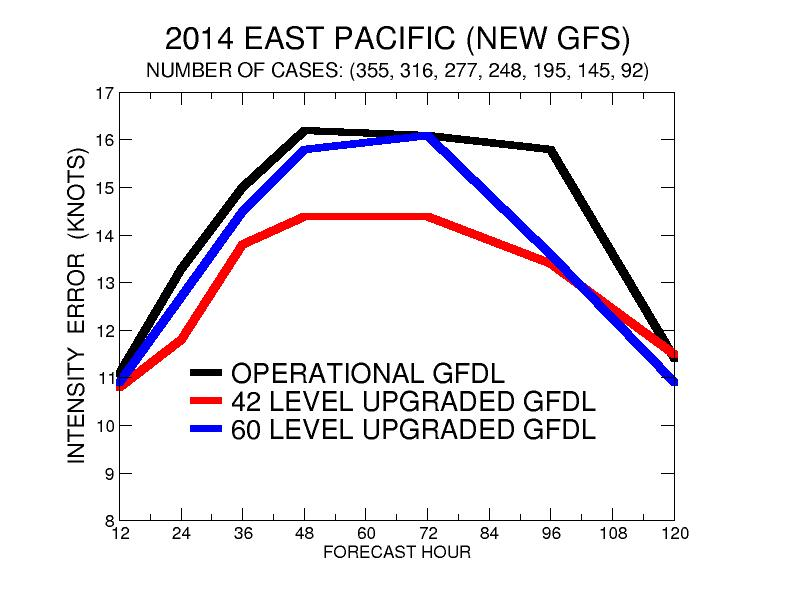 2014 EAST PACIFIC (NEW GFS)
NUMBER OF CASES: (355, 316, 277, 248, 195, 145, 92)
17
16
15
14
13
12
11
10
9
8
INTENSITY ERROR (KNOTS)
OPERATIONAL GFDL
42 LEVEL UPGRADED GFDL
60 LEVEL UPGRADED GFDL
12 24 36 48 60 72 84 96 108 120
FORECAST HOUR